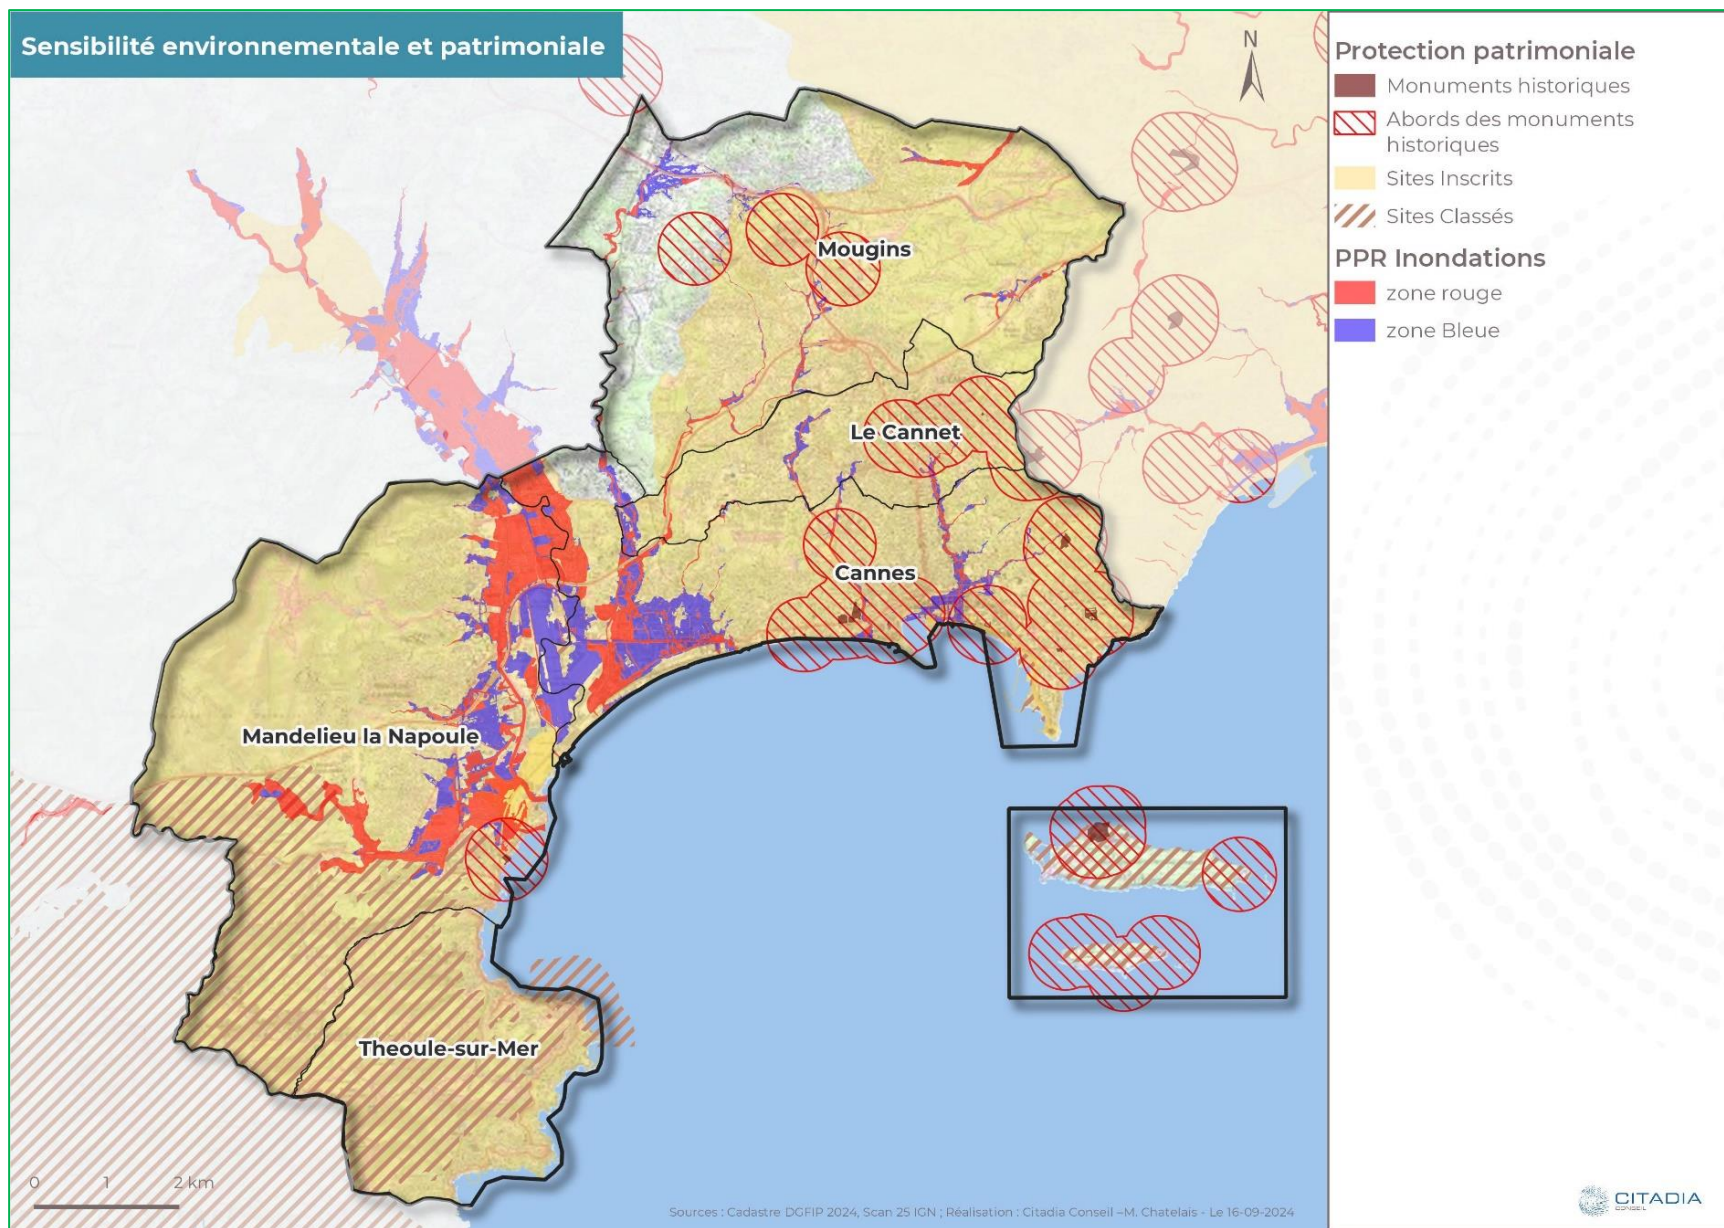 Sensibilité environnementale et patrimoniale
N
Protection patrimoniale
Monuments historiques
Abords des monuments
historiques
Sites Inscrits
Sites Classés
PPR Inondations
zone rouge
zone Bleue
Mougins
Le Cannet
Cannes
Mandelieu la Napoule
Theoule-sur-Mer
0 1 2 km
Sources : Cadastre DGFIP 2024, Scan 25 IGN ; Réalisation : Citadia Conseil –M. Chatelais - Le 16-09-2024
CITADIA
CONSEIL